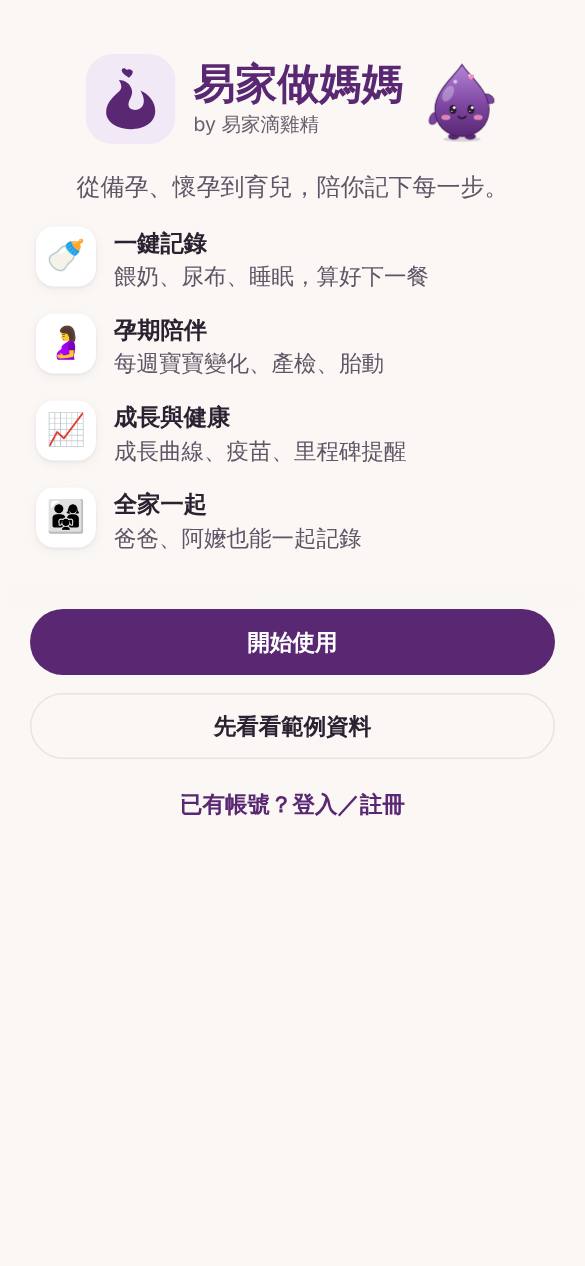 易家做媽媽
by 易家滴雞精
從備孕、懷孕到育兒，陪你記下每一步。
一鍵記錄
餵奶、尿布、睡眠，算好下一餐
孕期陪伴
每週寶寶變化、產檢、胎動
成長與健康
成長曲線、疫苗、里程碑提醒
全家一起
爸爸、阿嬤也能一起記錄
開始使用
先看看範例資料
已有帳號？登入／註冊